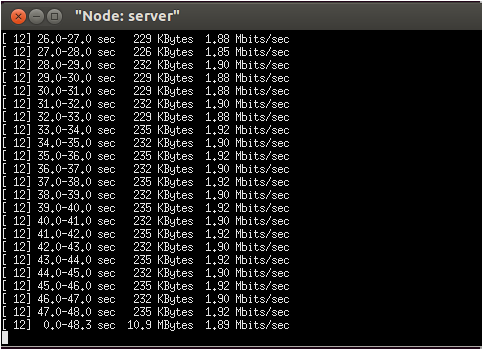 "Node: server"
[ 12] 26.0-27.0 sec   229 KBytes  1.88 Mbits/sec
[ 12] 27.0-28.0 sec   226 KBytes  1.85 Mbits/sec
[ 12] 28.0-29.0 sec   232 KBytes  1.90 Mbits/sec
[ 12] 29.0-30.0 sec   229 KBytes  1.88 Mbits/sec
[ 12] 30.0-31.0 sec   229 KBytes  1.88 Mbits/sec
[ 12] 31.0-32.0 sec   232 KBytes  1.90 Mbits/sec
[ 12] 32.0-33.0 sec   229 KBytes  1.88 Mbits/sec
[ 12] 33.0-34.0 sec   235 KBytes  1.92 Mbits/sec
[ 12] 34.0-35.0 sec   232 KBytes  1.90 Mbits/sec
[ 12] 35.0-36.0 sec   235 KBytes  1.92 Mbits/sec
[ 12] 36.0-37.0 sec   232 KBytes  1.90 Mbits/sec
[ 12] 37.0-38.0 sec   235 KBytes  1.92 Mbits/sec
[ 12] 38.0-39.0 sec   232 KBytes  1.90 Mbits/sec
[ 12] 39.0-40.0 sec   235 KBytes  1.92 Mbits/sec
[ 12] 40.0-41.0 sec   232 KBytes  1.90 Mbits/sec
[ 12] 41.0-42.0 sec   235 KBytes  1.92 Mbits/sec
[ 12] 42.0-43.0 sec   232 KBytes  1.90 Mbits/sec
[ 12] 43.0-44.0 sec   235 KBytes  1.92 Mbits/sec
[ 12] 44.0-45.0 sec   232 KBytes  1.90 Mbits/sec
[ 12] 45.0-46.0 sec   235 KBytes  1.92 Mbits/sec
[ 12] 46.0-47.0 sec   232 KBytes  1.90 Mbits/sec
[ 12] 47.0-48.0 sec   235 KBytes  1.92 Mbits/sec
[ 12]  0.0-48.3 sec  10.9 MBytes  1.89 Mbits/sec